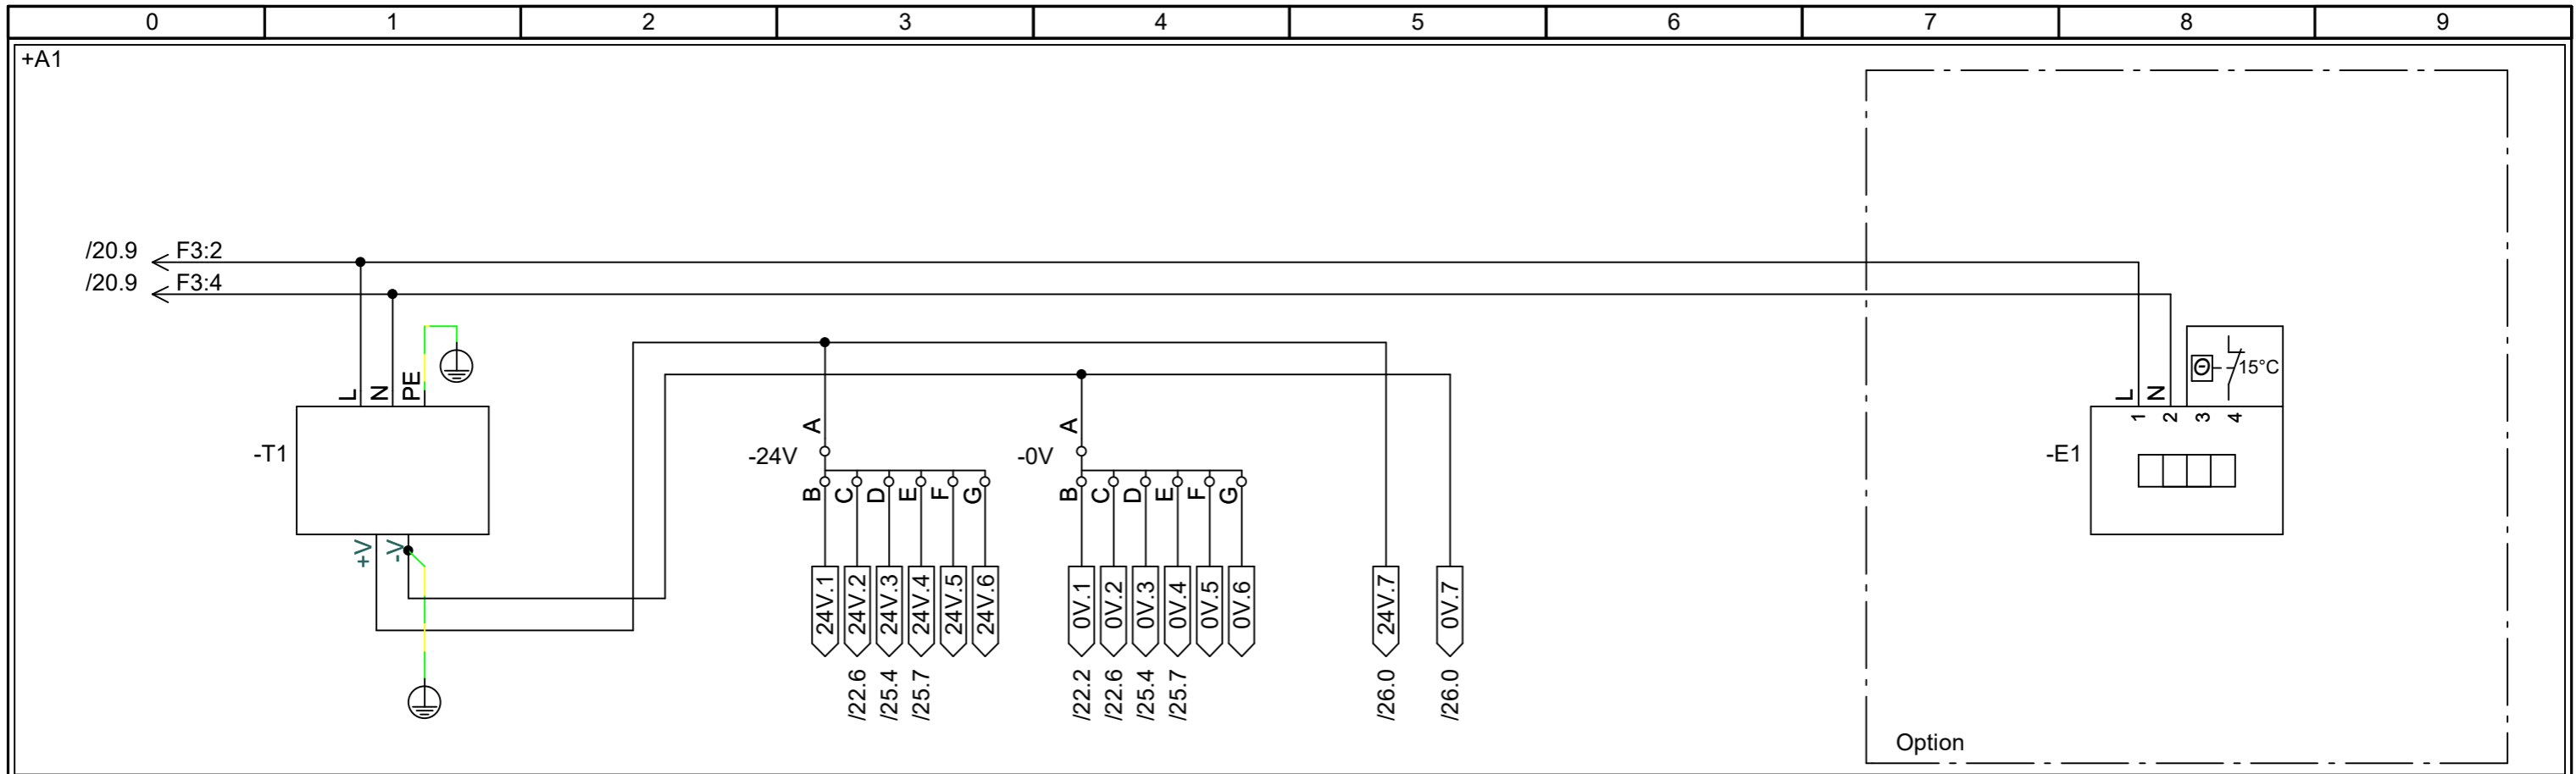 0 1 2 3 4 5 6 7 8 9
+A1
/20.9 F3:2
/20.9 F3:4
L N PE
-T1
+V -V
A
-24V
B C D E F G
24V.1 24V.2 24V.3 24V.4 24V.5 24V.6
/22.6 /25.4 /25.7
A
-0V
B C D E F G
0V.1 0V.2 0V.3 0V.4 0V.5 0V.6
/22.2 /22.6 /25.4 /25.7
24V.7 0V.7
/26.0 /26.0
Θ 15°C
L N
1 2 3 4
-E1
Option